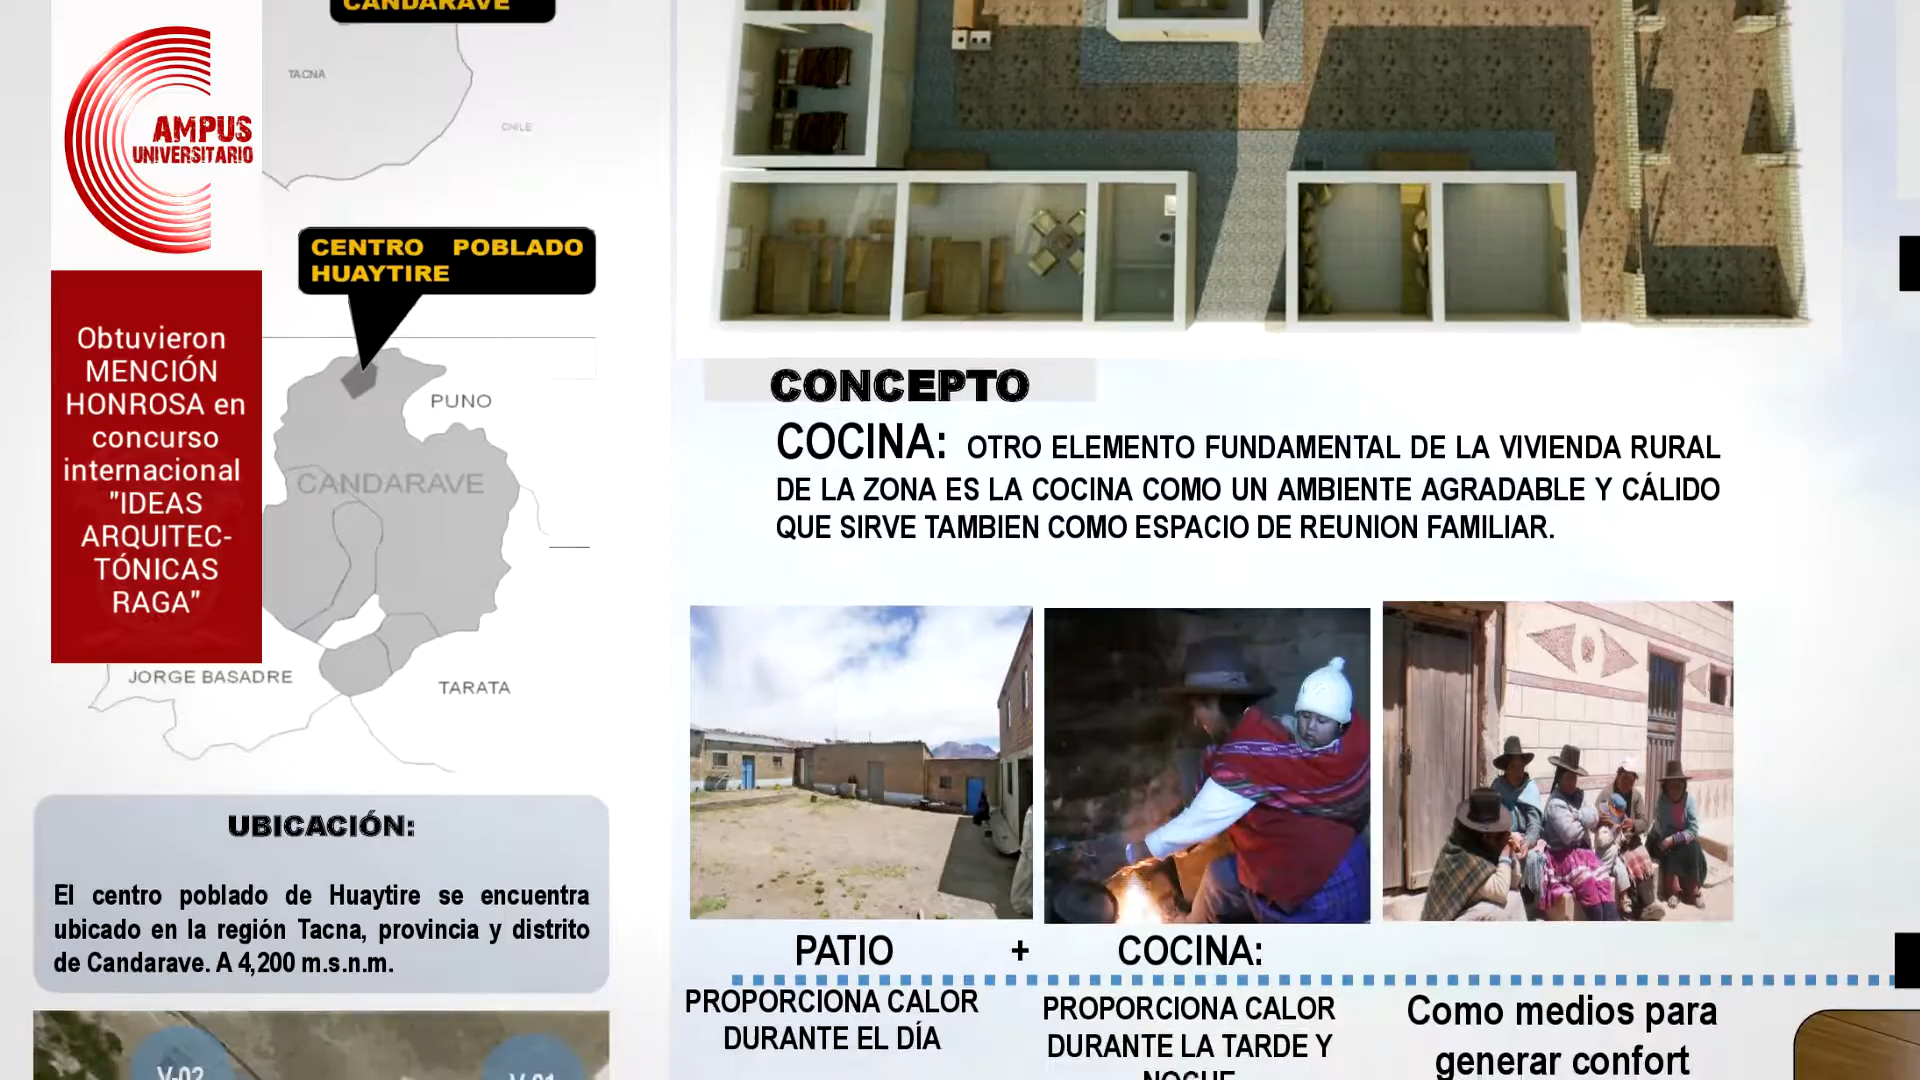 CANDARAVE
TACNA
CHILE
CAMPUS
UNIVERSITARIO
CENTRO POBLADO
HUAYTIRE
Obtuvieron
MENCIÓN
HONROSA en
concurso
internacional
"IDEAS
ARQUITEC-
TÓNICAS
RAGA"
PUNO
CANDARAVE
JORGE BASADRE
TARATA
UBICACIÓN:
El centro poblado de Huaytire se encuentra
ubicado en la región Tacna, provincia y distrito
de Candarave. A 4,200 m.s.n.m.
V-02
V-01
CONCEPTO
COCINA: OTRO ELEMENTO FUNDAMENTAL DE LA VIVIENDA RURAL
DE LA ZONA ES LA COCINA COMO UN AMBIENTE AGRADABLE Y CÁLIDO
QUE SIRVE TAMBIEN COMO ESPACIO DE REUNION FAMILIAR.
PATIO + COCINA:
PROPORCIONA CALOR
DURANTE EL DÍA
PROPORCIONA CALOR
DURANTE LA TARDE Y
NOCHE
Como medios para
generar confort